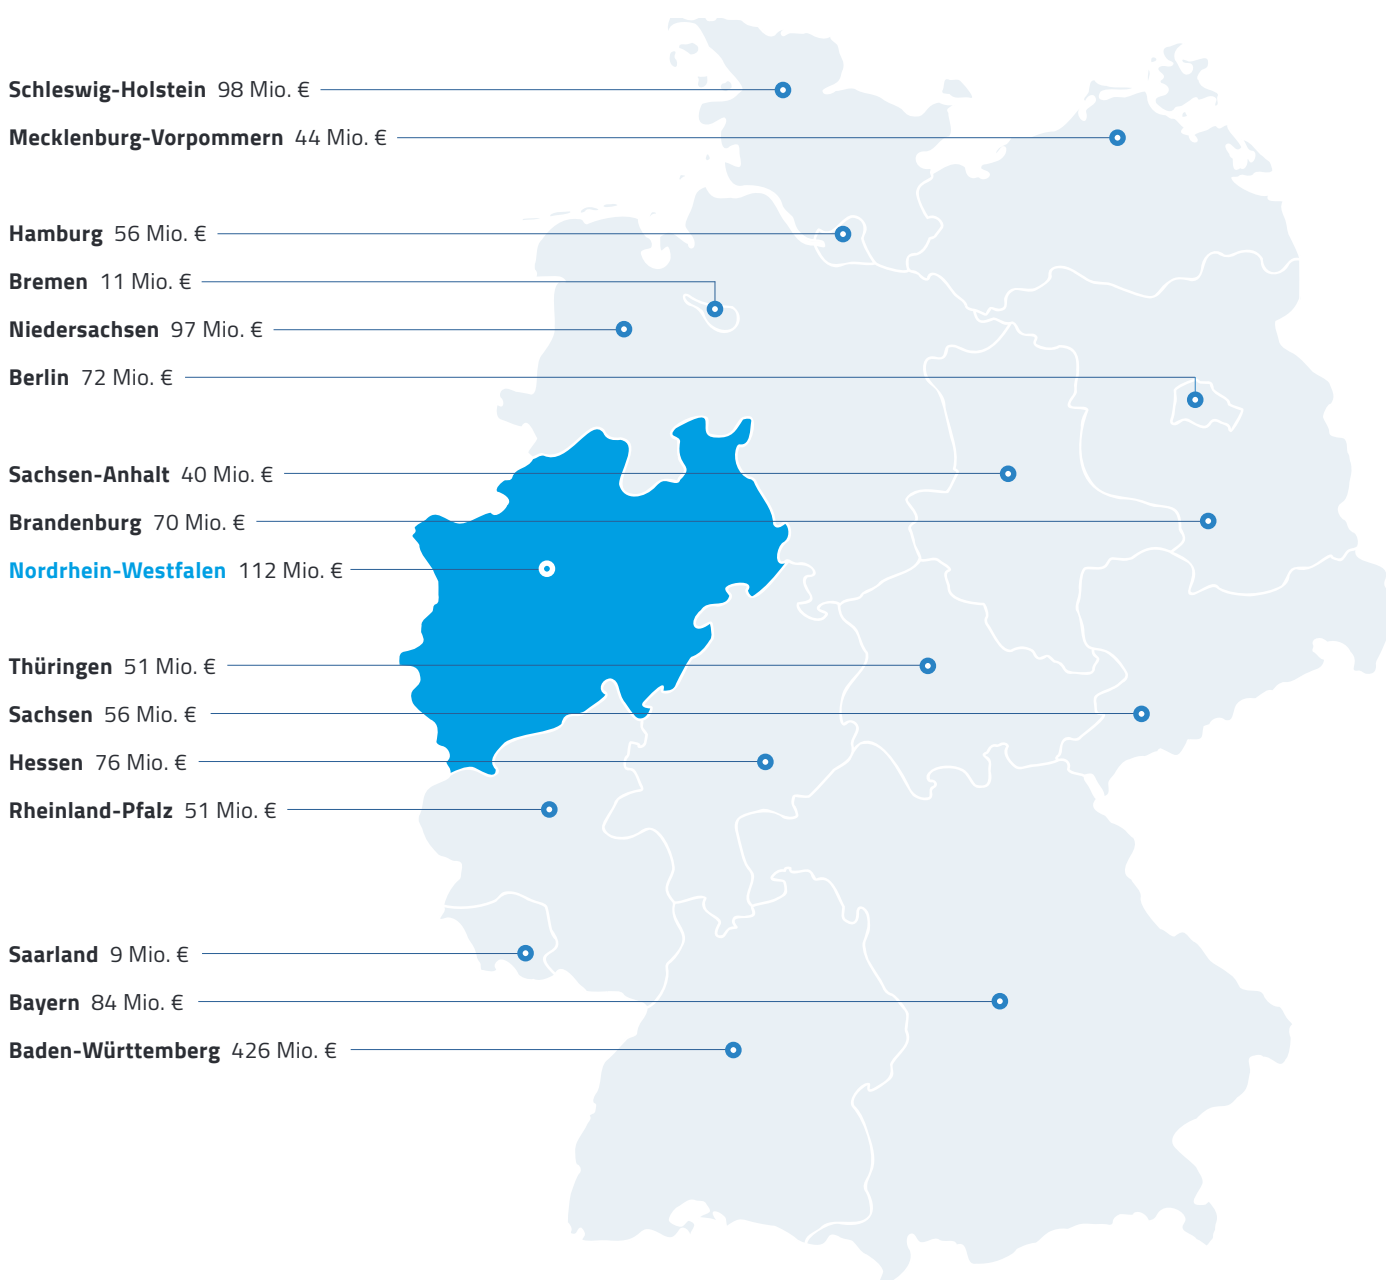 Schleswig-Holstein 98 Mio. €
Mecklenburg-Vorpommern 44 Mio. €
Hamburg 56 Mio. €
Bremen 11 Mio. €
Niedersachsen 97 Mio. €
Berlin 72 Mio. €
Sachsen-Anhalt 40 Mio. €
Brandenburg 70 Mio. €
Nordrhein-Westfalen 112 Mio. €
Thüringen 51 Mio. €
Sachsen 56 Mio. €
Hessen 76 Mio. €
Rheinland-Pfalz 51 Mio. €
Saarland 9 Mio. €
Bayern 84 Mio. €
Baden-Württemberg 426 Mio. €